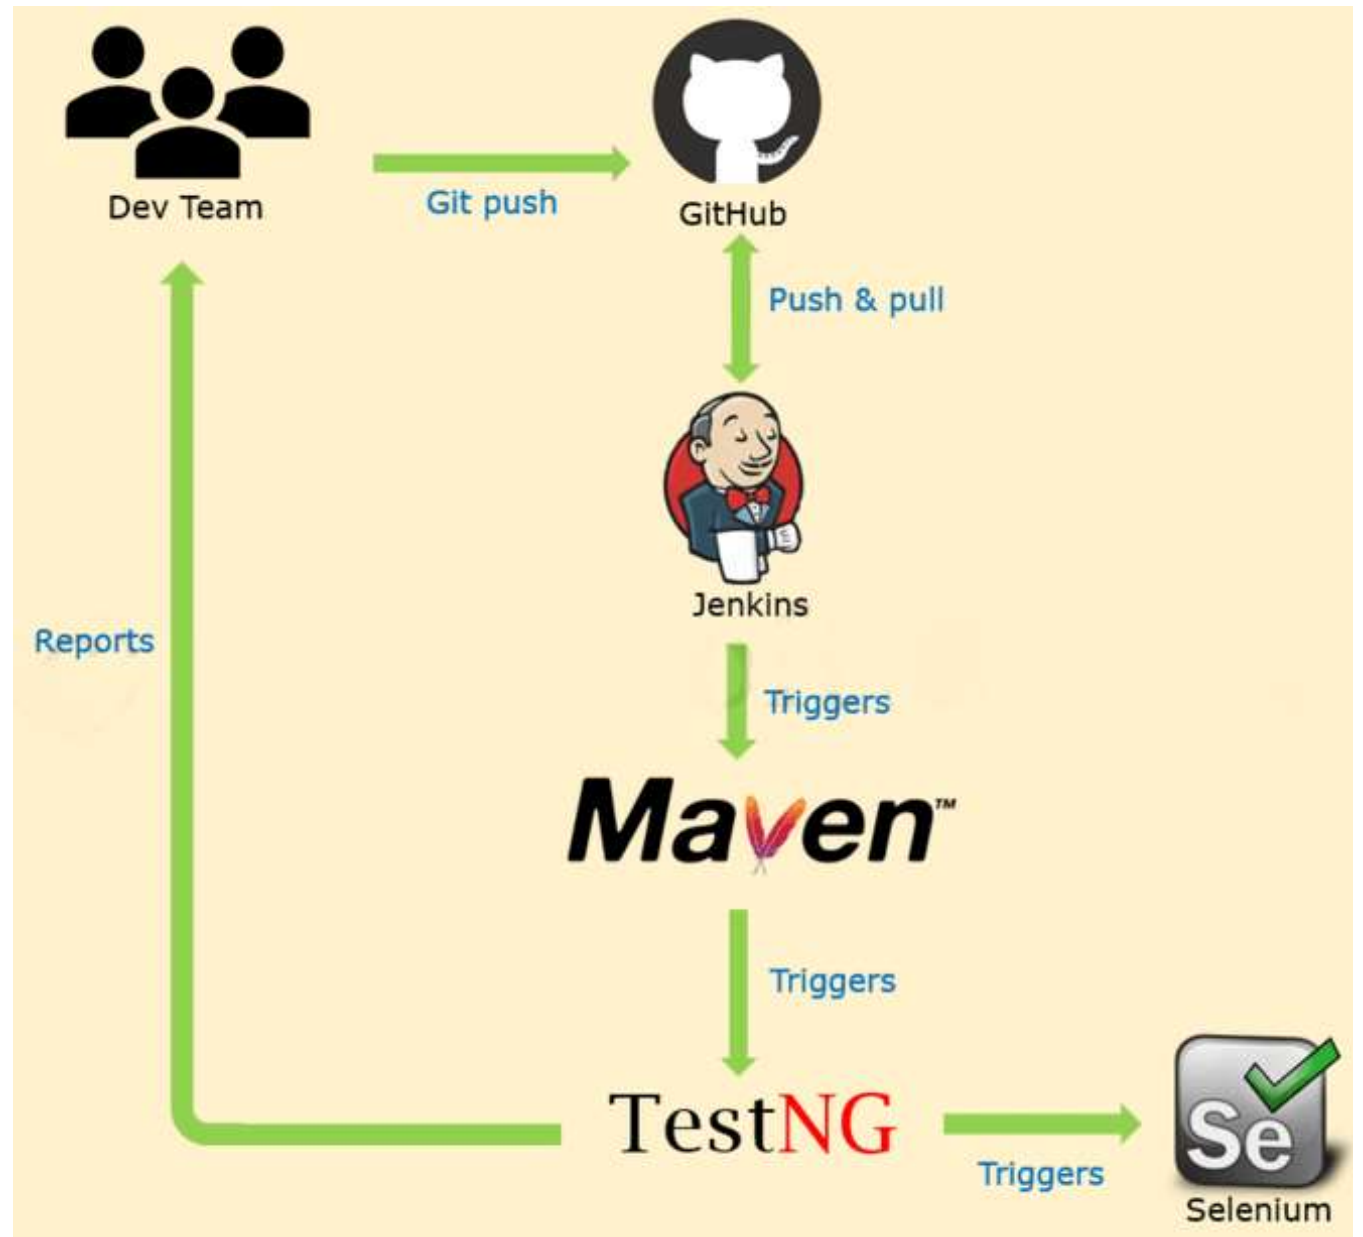 Dev Team
Git push
GitHub
Push & pull
Jenkins
Reports
Triggers
Maven™
Triggers
TestNG
Triggers
Se
Selenium